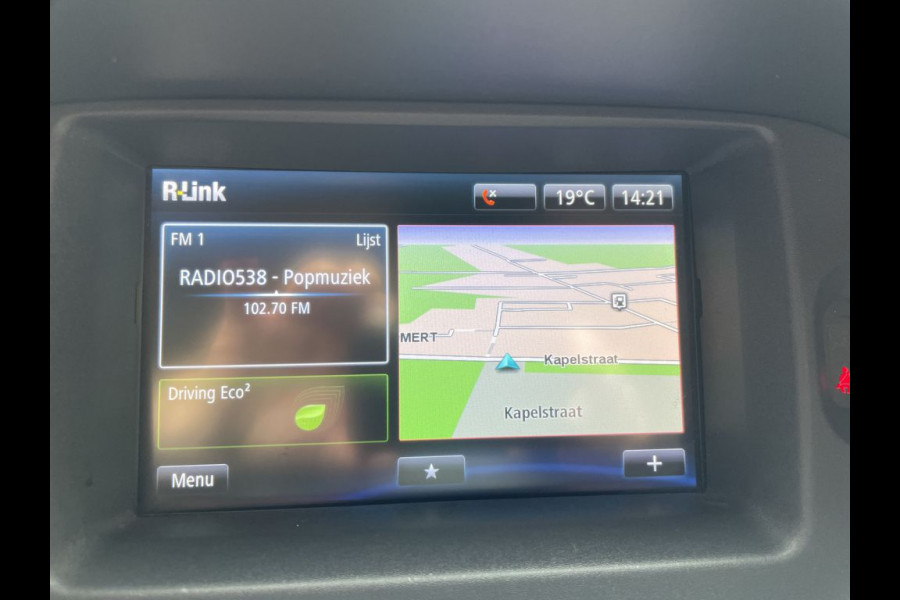 R-Link
19°C
14:21
FM 1
Lijst
RADIO538 - Popmuziek
102.70 FM
MERT
Kapelstraat
Kapelstraat
Driving Eco²
Menu